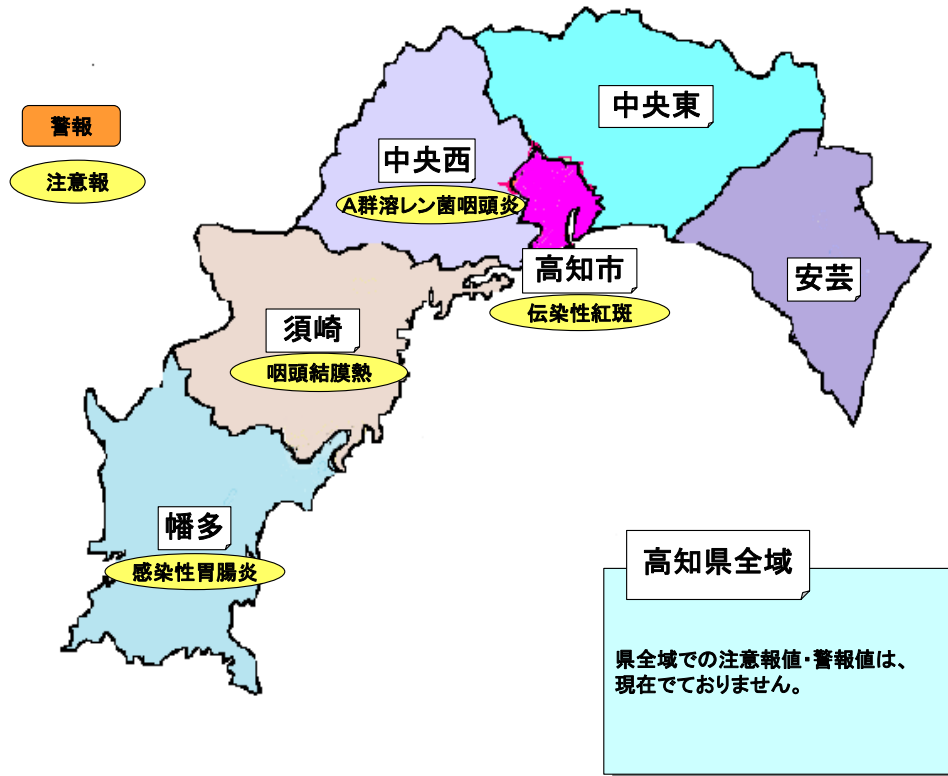 警報
注意報
中央東
中央西
A群溶レン菌咽頭炎
高知市
伝染性紅斑
安芸
須崎
咽頭結膜熱
幡多
感染性胃腸炎
高知県全域
県全域での注意報値・警報値は、
現在でておりません。